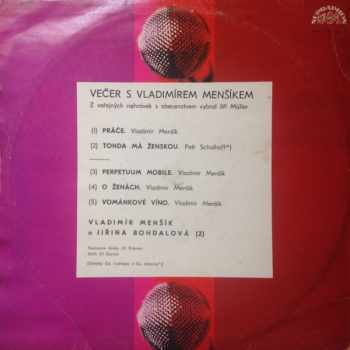 SUPRAPHON
VEČER S VLADIMÍREM MENŠÍKEM
Z veřejných nahrávek s obecenstvem vybral Jiří Müller
(1) PRÁCE. Vladimír Menšík
(2) TONDA MÁ ŽENSKOU. Petr
(3) PERPETUUM MOBILE. Vladimír Menšík
(4) O ŽENÁCH. Vladimír Menšík
(5) VOMÁNKOVÉ VÍNO. Vladimír Menšík
VLADIMÍR MENŠÍK
a JIŘINA BOHDALOVÁ (2)